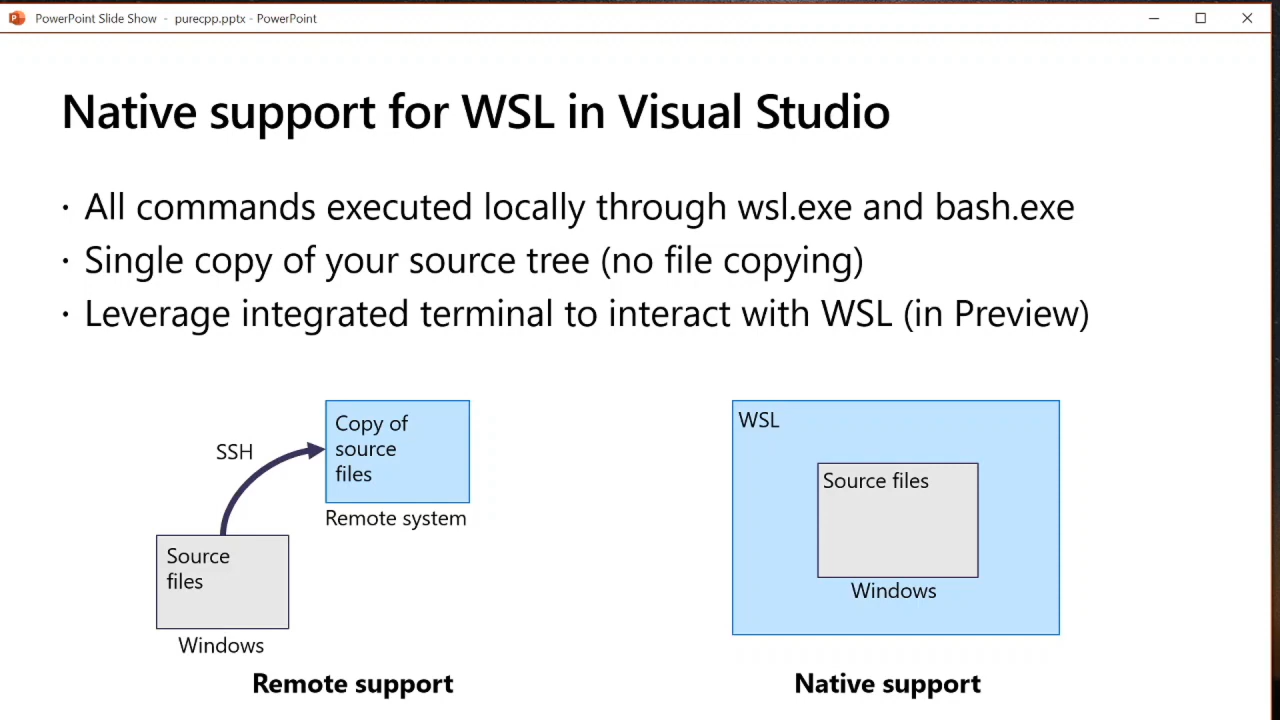 PowerPoint Slide Show - purecpp.pptx - PowerPoint
Native support for WSL in Visual Studio
· All commands executed locally through wsl.exe and bash.exe
· Single copy of your source tree (no file copying)
· Leverage integrated terminal to interact with WSL (in Preview)
SSH
Copy of
source
files
Remote system
Source
files
Windows
Remote support
WSL
Source files
Windows
Native support